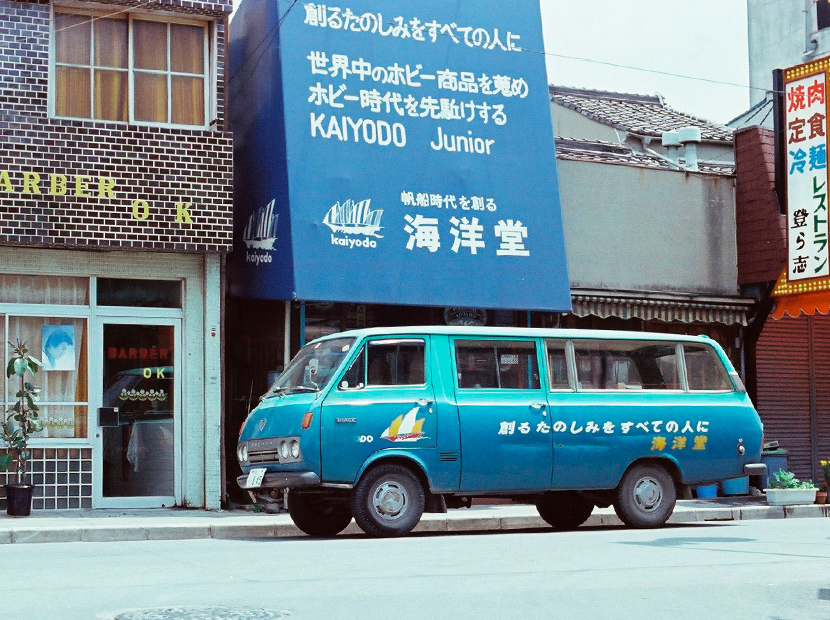 創るたのしみをすべての人に
世界中のホビー商品を蒐め
ホビー時代を先駈けする
KAIYODO Junior
帆船時代を創る
海洋堂
kaiyodo
kaiyodo
ARBER
O K
BARBER
O K
焼肉
定食
冷麺
レストラン
登ら志
HIACE
DO
創るたのしみをすべての人に
海洋堂